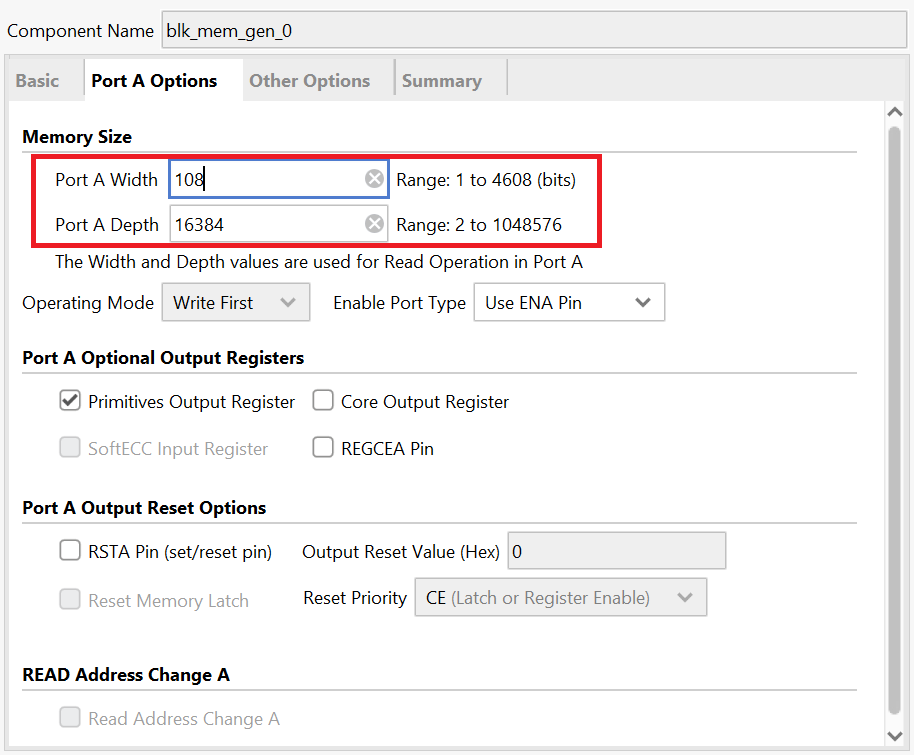 Component Name blk_mem_gen_0
Basic Port A Options Other Options Summary
Memory Size
Port A Width 108 Range: 1 to 4608 (bits)
Port A Depth 16384 Range: 2 to 1048576
The Width and Depth values are used for Read Operation in Port A
Operating Mode Write First Enable Port Type Use ENA Pin
Port A Optional Output Registers
Primitives Output Register Core Output Register
SoftECC Input Register REGCEA Pin
Port A Output Reset Options
RSTA Pin (set/reset pin) Output Reset Value (Hex) 0
Reset Memory Latch Reset Priority CE (Latch or Register Enable)
READ Address Change A
Read Address Change A